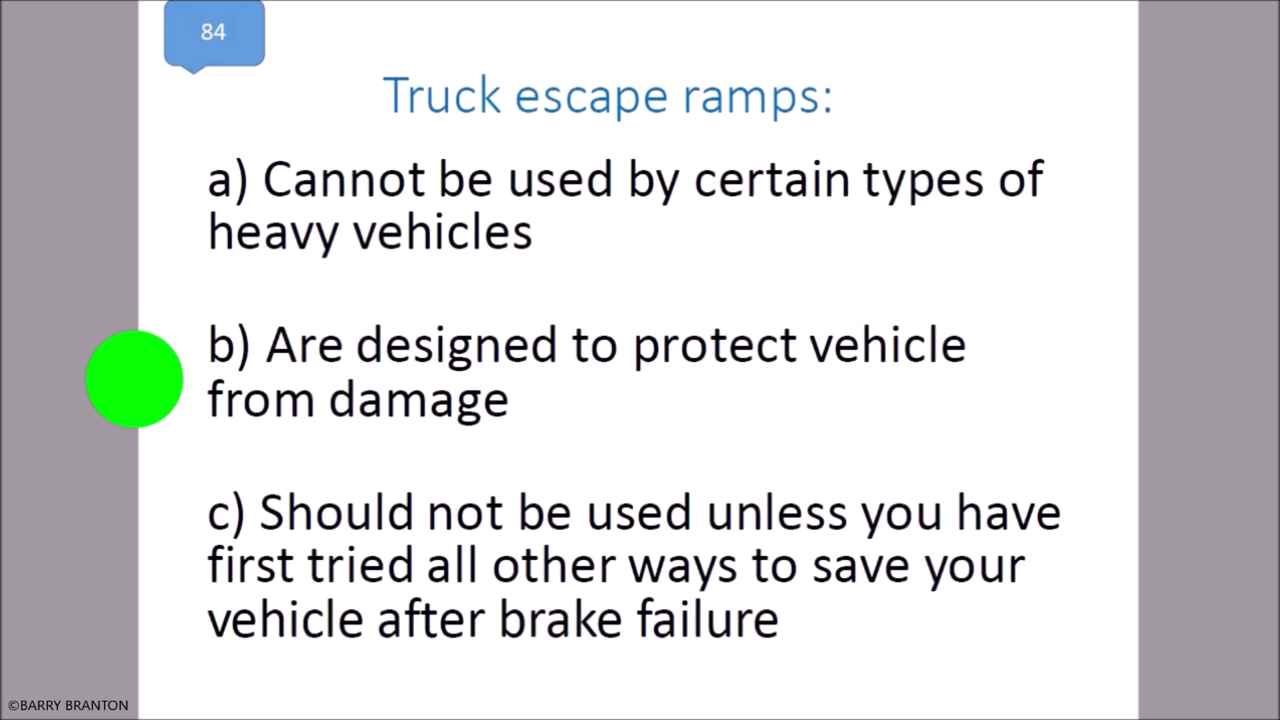 84
Truck escape ramps:
a) Cannot be used by certain types of
heavy vehicles
b) Are designed to protect vehicle
from damage
c) Should not be used unless you have
first tried all other ways to save your
vehicle after brake failure
©BARRY BRANTON